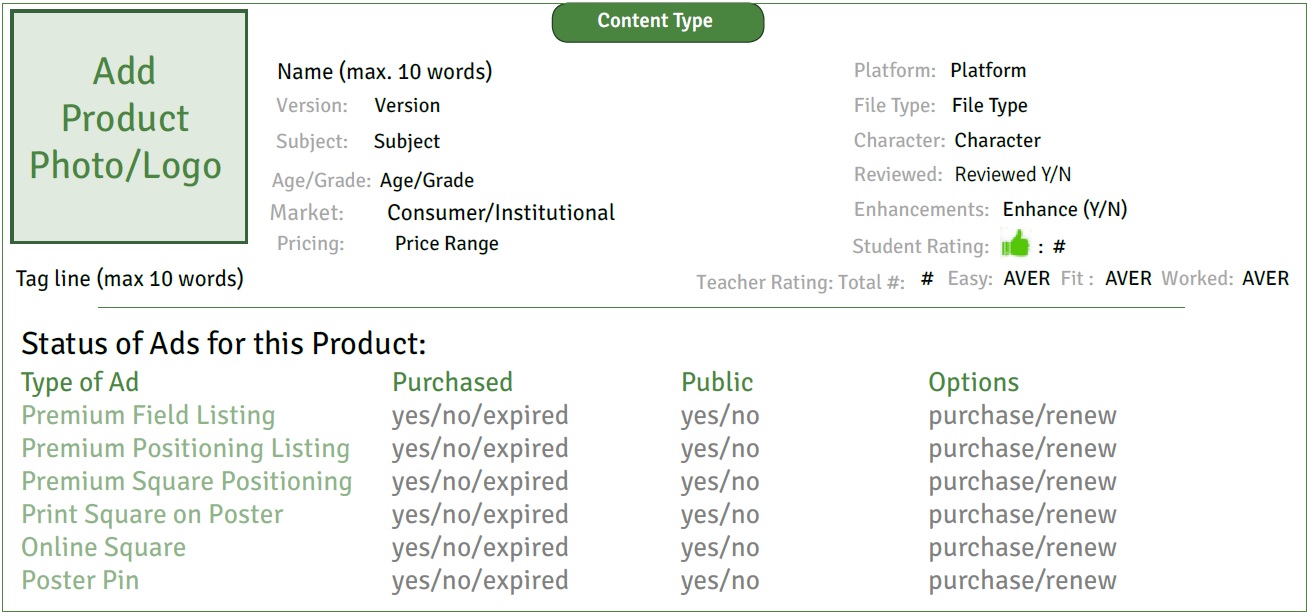 Content Type
Add
Product
Photo/Logo
Name (max. 10 words)
Version: Version
Subject: Subject
Age/Grade: Age/Grade
Market: Consumer/Institutional
Pricing: Price Range
Platform: Platform
File Type: File Type
Character: Character
Reviewed: Reviewed Y/N
Enhancements: Enhance (Y/N)
Student Rating: : #
Tag line (max 10 words)
Teacher Rating: Total #: # Easy: AVER Fit : AVER Worked: AVER
Status of Ads for this Product:
Type of Ad Purchased Public Options
Premium Field Listing yes/no/expired yes/no purchase/renew
Premium Positioning Listing yes/no/expired yes/no purchase/renew
Premium Square Positioning yes/no/expired yes/no purchase/renew
Print Square on Poster yes/no/expired yes/no purchase/renew
Online Square yes/no/expired yes/no purchase/renew
Poster Pin yes/no/expired yes/no purchase/renew